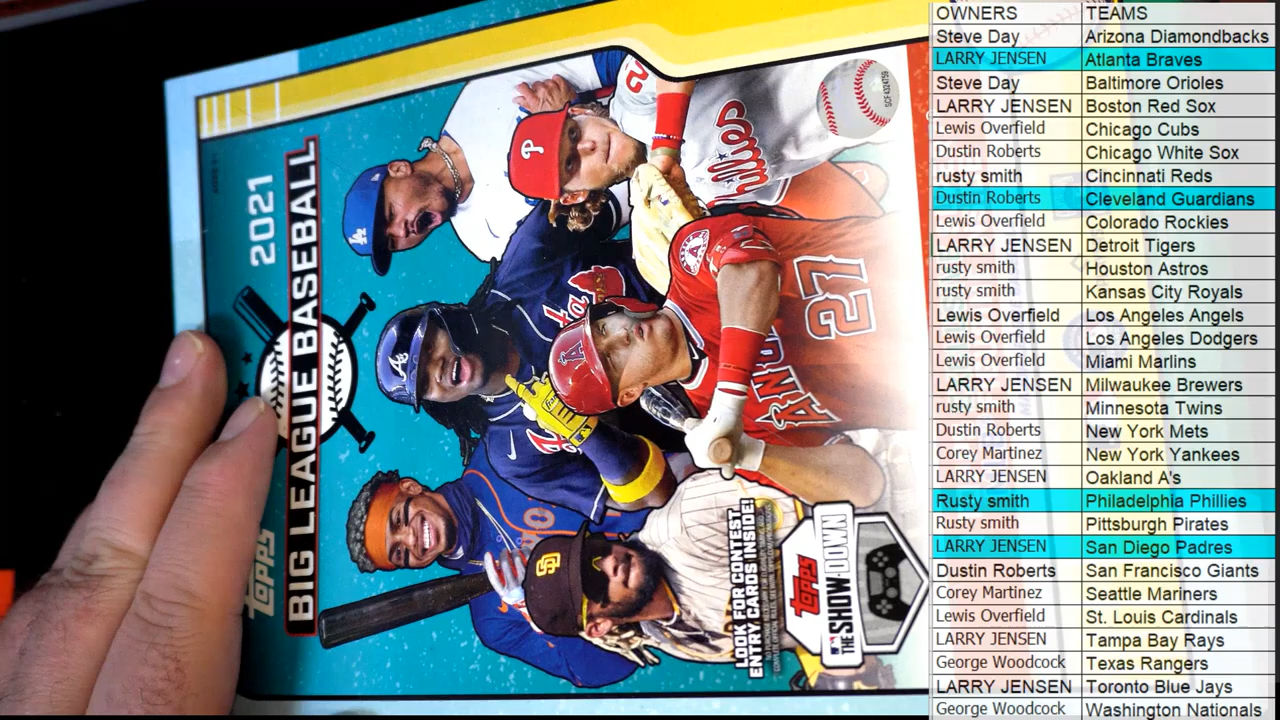 2021
BIG LEAGUE BASEBALL
TOPPS
LA
P
Phillies
A
A
27
ANG
SD
LOOK FOR CONTEST
ENTRY CARDS INSIDE!
TOPPS
MLB
THE SHOWDOWN
OWNERS TEAMS
Steve Day Arizona Diamondbacks
LARRY JENSEN Atlanta Braves
Steve Day Baltimore Orioles
LARRY JENSEN Boston Red Sox
Lewis Overfield Chicago Cubs
Dustin Roberts Chicago White Sox
rusty smith Cincinnati Reds
Dustin Roberts Cleveland Guardians
Lewis Overfield Colorado Rockies
LARRY JENSEN Detroit Tigers
rusty smith Houston Astros
rusty smith Kansas City Royals
Lewis Overfield Los Angeles Angels
Lewis Overfield Los Angeles Dodgers
Lewis Overfield Miami Marlins
LARRY JENSEN Milwaukee Brewers
rusty smith Minnesota Twins
Dustin Roberts New York Mets
Corey Martinez New York Yankees
LARRY JENSEN Oakland A's
Rusty smith Philadelphia Phillies
Rusty smith Pittsburgh Pirates
LARRY JENSEN San Diego Padres
Dustin Roberts San Francisco Giants
Corey Martinez Seattle Mariners
Lewis Overfield St. Louis Cardinals
LARRY JENSEN Tampa Bay Rays
George Woodcock Texas Rangers
LARRY JENSEN Toronto Blue Jays
George Woodcock Washington Nationals